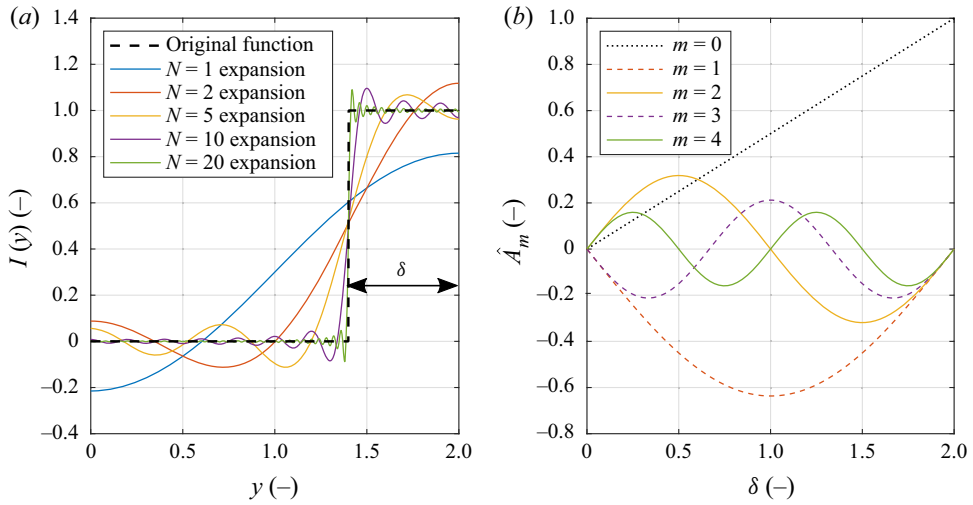 (a)
1.4
1.2
1.0
0.8
0.6
0.4
0.2
0
–0.2
–0.4
I (y) (–)
Original function
N = 1 expansion
N = 2 expansion
N = 5 expansion
N = 10 expansion
N = 20 expansion
δ
0 0.5 1.0 1.5 2.0
y (–)
(b)
1.0
0.8
0.6
0.4
0.2
0
–0.2
–0.4
–0.6
–0.8
Â_m (–)
m = 0
m = 1
m = 2
m = 3
m = 4
0 0.5 1.0 1.5 2.0
δ (–)